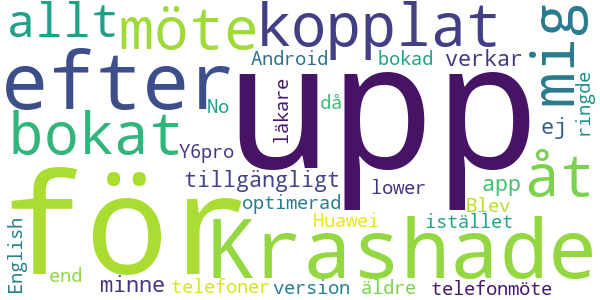 allt möte kopplat mig
efter upp Android bokad verkar
bokat No läkare då ej ringde
för Y6pro tillgängligt lower app åt
Krashade optimerad Huawei Blev istället
English end minne telefoner version äldre telefonmöte